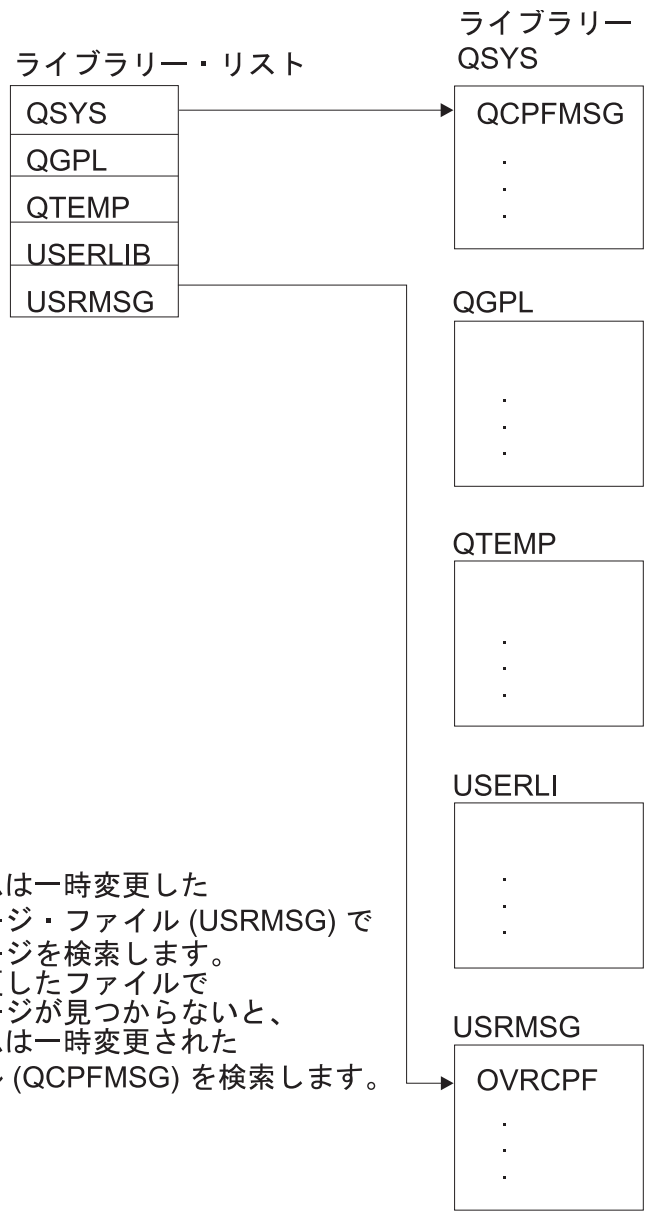 ライブラリー・リスト
QSYS
QGPL
QTEMP
USERLIB
USRMSG
ライブラリー
QSYS
QCPFMSG
.
.
.
QGPL
.
.
.
QTEMP
.
.
.
USERLI
.
.
.
USRMSG
OVRCPF
.
.
.
は一時変更した
ージ・ファイル (USRMSG) で
ージを検索します。
したファイルで
ージが見つからないと、
は一時変更された
(QCPFMSG) を検索します。